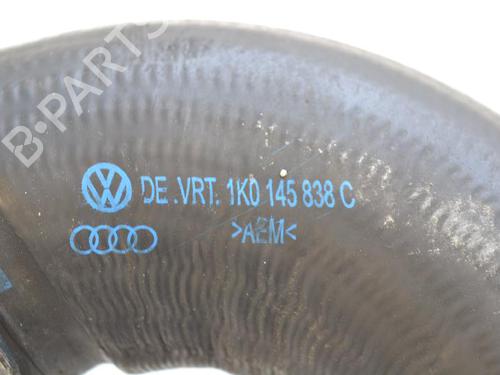 B-PARTS
DE.VRT. 1K0 145 838 C
>AEM<